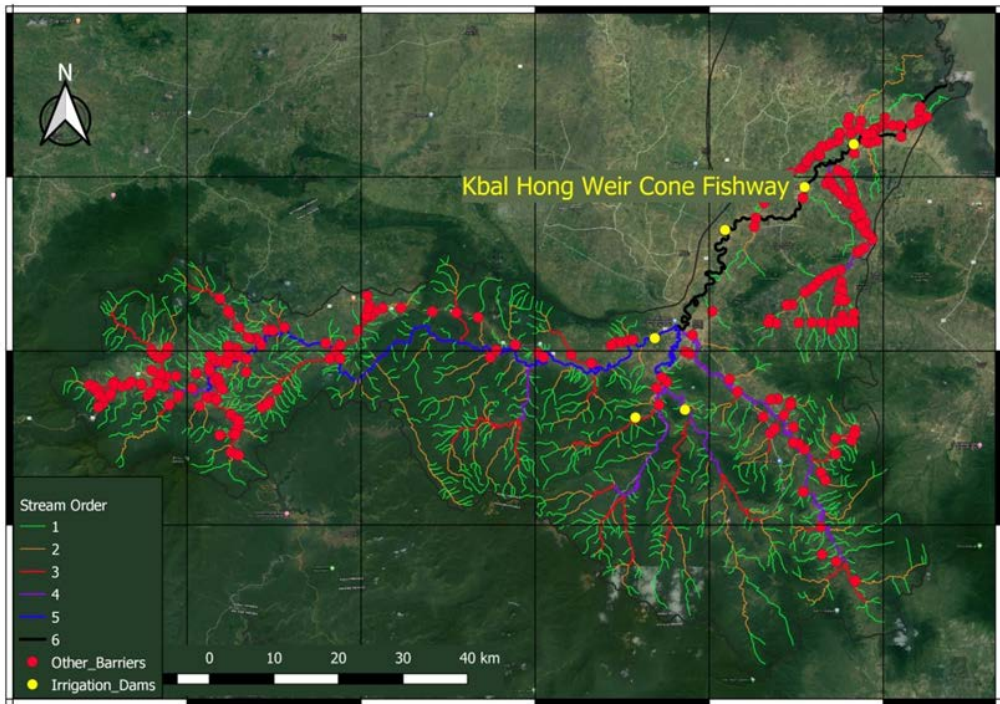 N
Kbal Hong Weir Cone Fishway
Stream Order
1
2
3
4
5
6
Other_Barriers
Irrigation_Dams
0 10 20 30 40 km